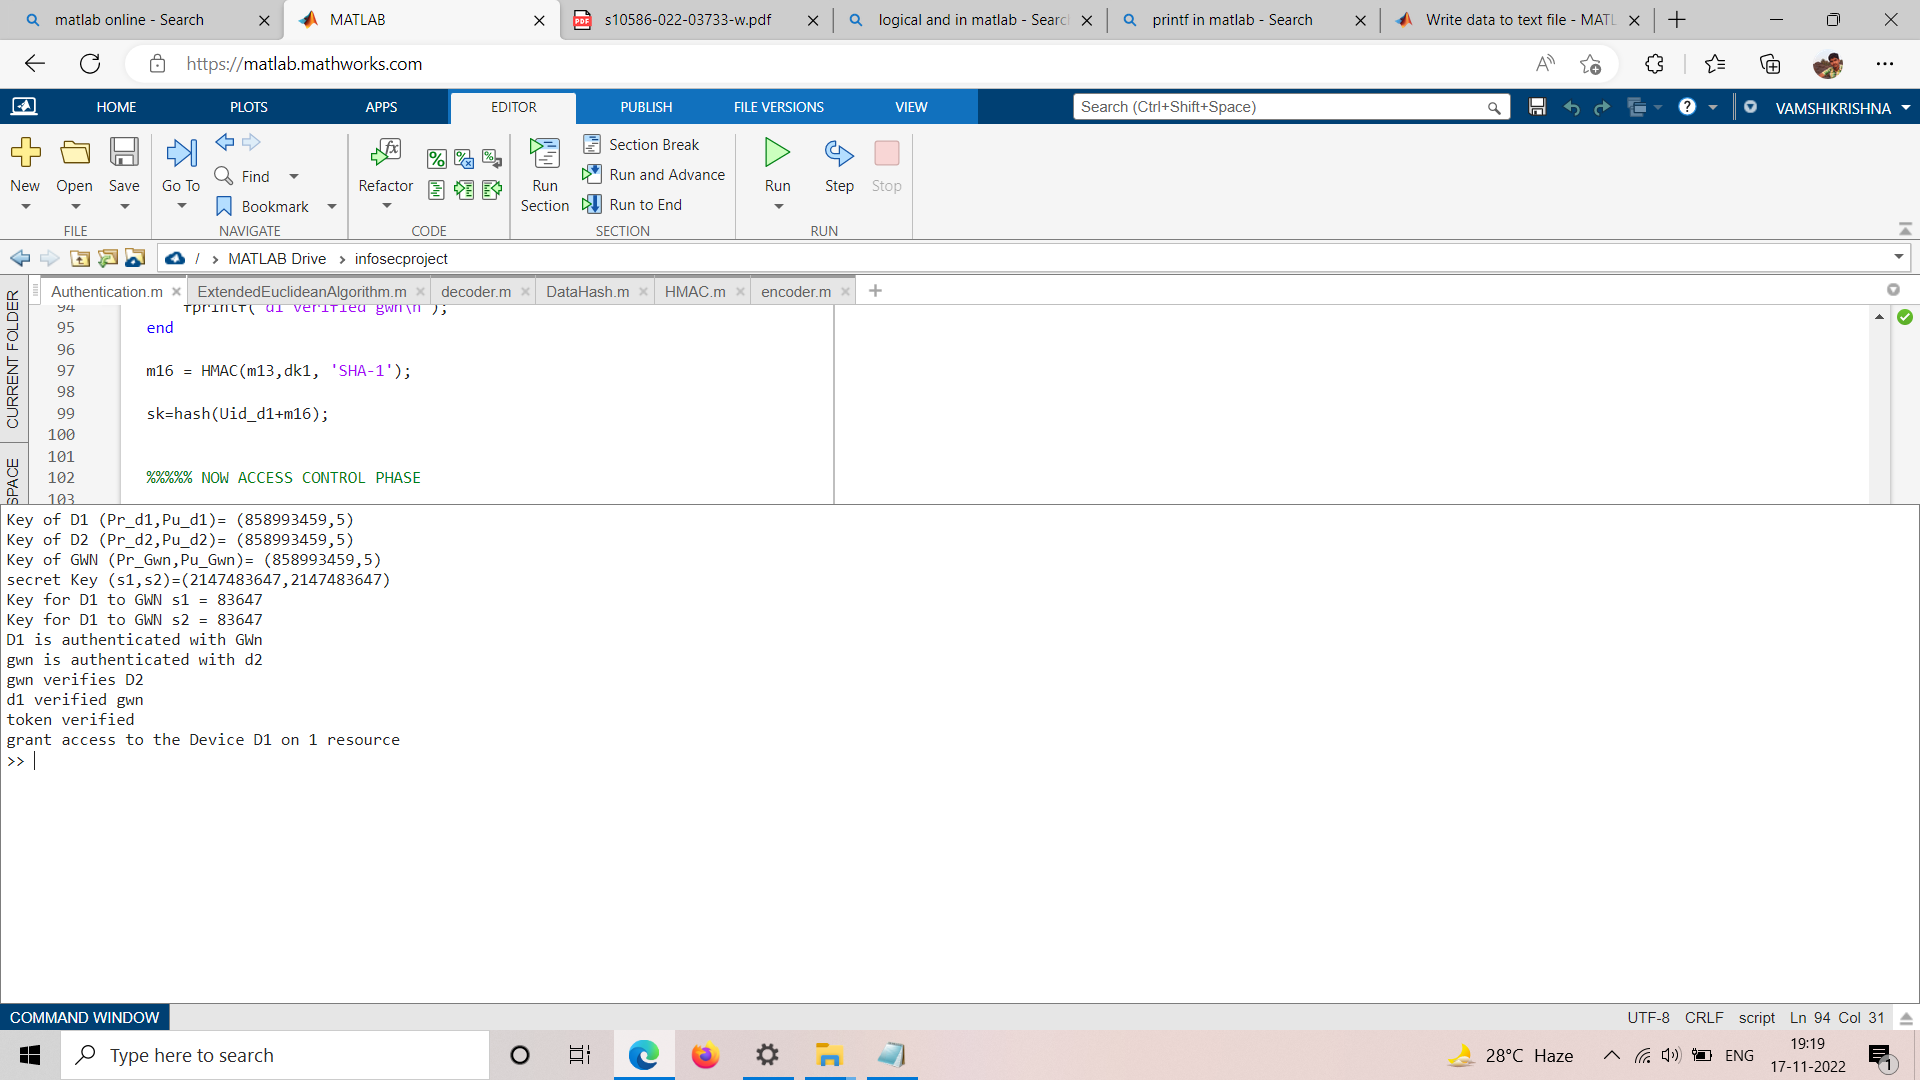 matlab online - Search
MATLAB
s10586-022-03733-w.pdf
logical and in matlab - Searc
printf in matlab - Search
Write data to text file - MATL
https://matlab.mathworks.com
HOME
PLOTS
APPS
EDITOR
PUBLISH
FILE VERSIONS
VIEW
Search (Ctrl+Shift+Space)
VAMSHIKRISHNA
New
Open
Save
FILE
Go To
Find
Bookmark
NAVIGATE
Refactor
CODE
Run Section
Section Break
Run and Advance
Run to End
SECTION
Run
Step
Stop
RUN
/ › MATLAB Drive › infosecproject
CURRENT FOLDER
SPACE
Authentication.m
ExtendedEuclideanAlgorithm.m
decoder.m
DataHash.m
HMAC.m
encoder.m
94 fprintf('d1 verified gwn\n');
95 end
96
97 m16 = HMAC(m13,dk1, 'SHA-1');
98
99 sk=hash(Uid_d1+m16);
100
101
102 %%%%% NOW ACCESS CONTROL PHASE
103
Key of D1 (Pr_d1,Pu_d1)= (858993459,5)
Key of D2 (Pr_d2,Pu_d2)= (858993459,5)
Key of GWN (Pr_Gwn,Pu_Gwn)= (858993459,5)
secret Key (s1,s2)=(2147483647,2147483647)
Key for D1 to GWN s1 = 83647
Key for D1 to GWN s2 = 83647
D1 is authenticated with GWn
gwn is authenticated with d2
gwn verifies D2
d1 verified gwn
token verified
grant access to the Device D1 on 1 resource
>>
COMMAND WINDOW
UTF-8 CRLF script Ln 94 Col 31
Type here to search
28°C Haze
ENG
19:19
17-11-2022
1